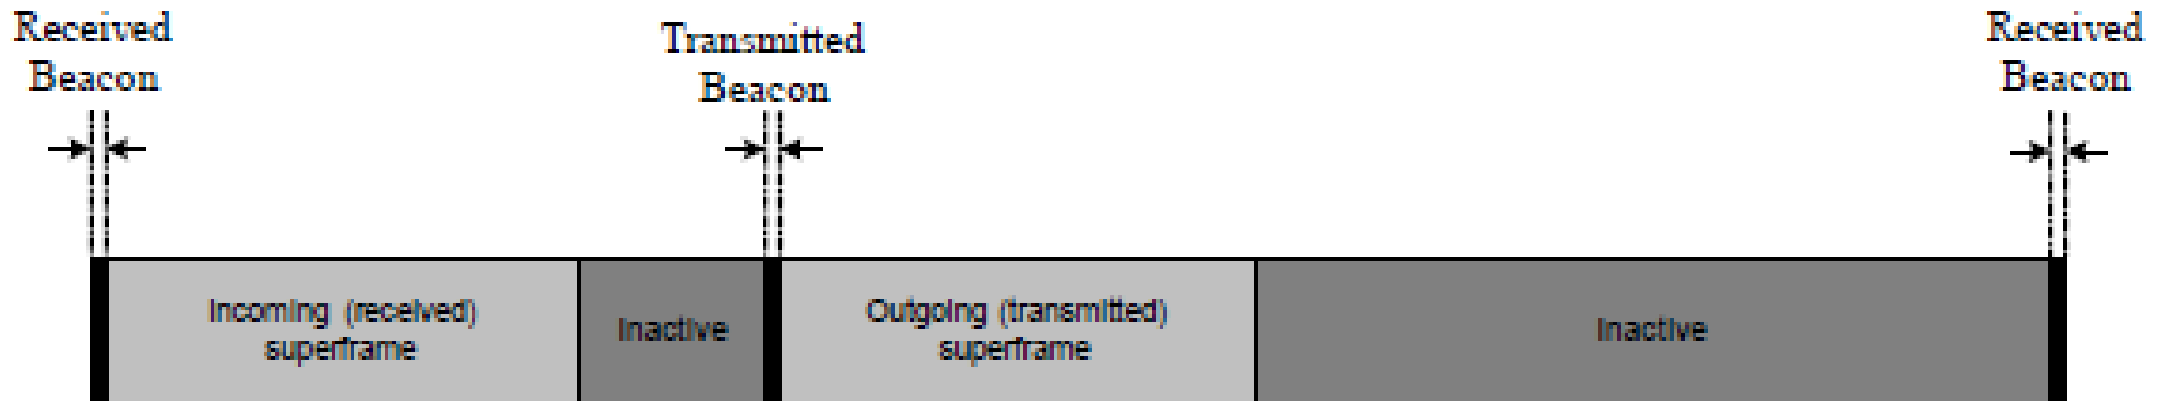 Received
Beacon
Transmitted
Beacon
Received
Beacon
Incoming (received)
superframe
Inactive
Outgoing (transmitted)
superframe
Inactive